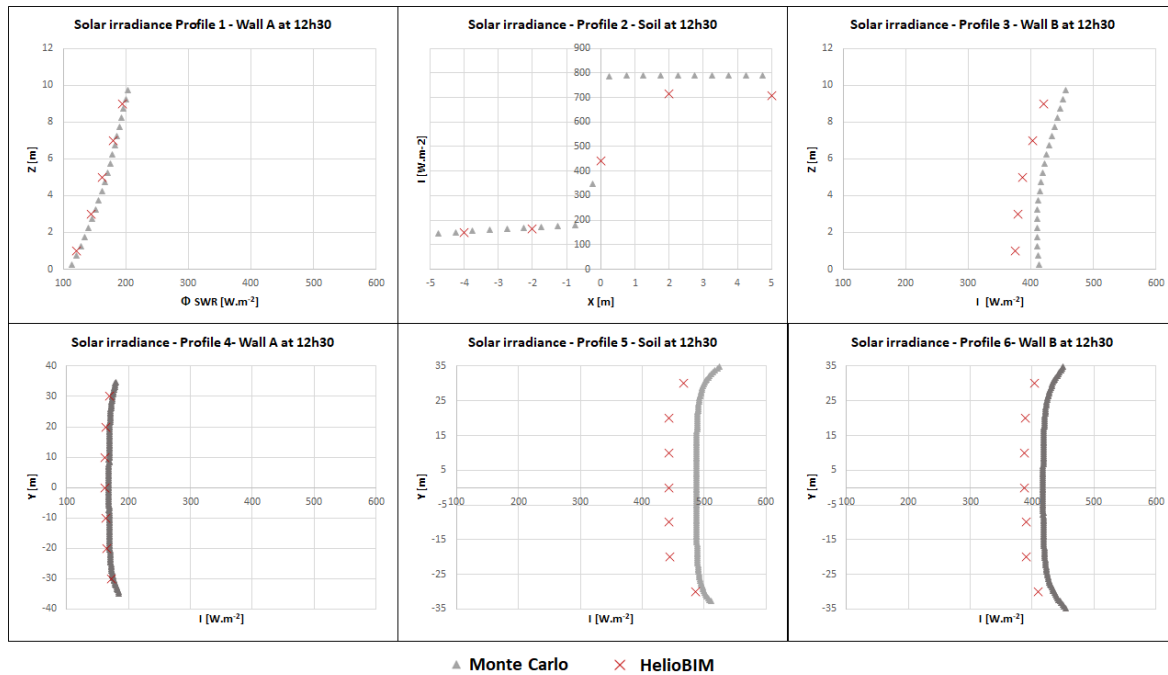 Solar irradiance Profile 1 - Wall A at 12h30
Z [m]
12
10
8
6
4
2
0
100 200 300 400 500 600
Φ SWR [W.m-2]
Solar irradiance - Profile 2 - Soil at 12h30
I [W.m-2]
900
800
700
600
500
400
300
200
100
0
-5 -4 -3 -2 -1 0 1 2 3 4 5
X [m]
Solar irradiance - Profile 3 - Wall B at 12h30
Z [m]
12
10
8
6
4
2
0
100 200 300 400 500 600
I [W.m-2]
Solar irradiance - Profile 4- Wall A at 12h30
Y [m]
40
30
20
10
0
-10
-20
-30
-40
100 200 300 400 500 600
I [W.m-2]
Solar irradiance - Profile 5 - Soil at 12h30
Y [m]
35
25
15
5
-5
-15
-25
-35
100 200 300 400 500 600
I [W.m-2]
Solar irradiance - Profile 6- Wall B at 12h30
Y [m]
35
25
15
5
-5
-15
-25
-35
100 200 300 400 500 600
I [W.m-2]
Monte Carlo HelioBIM